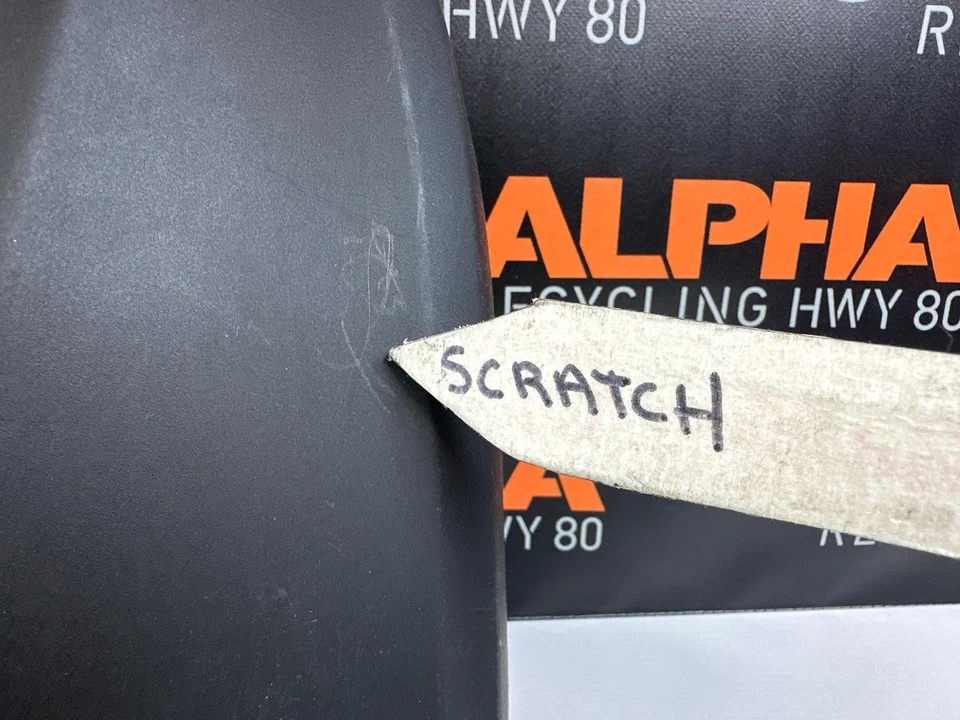 HWY 80
ALPHA
ECYCLING HWY 80
SCRATCH
A
WY 80